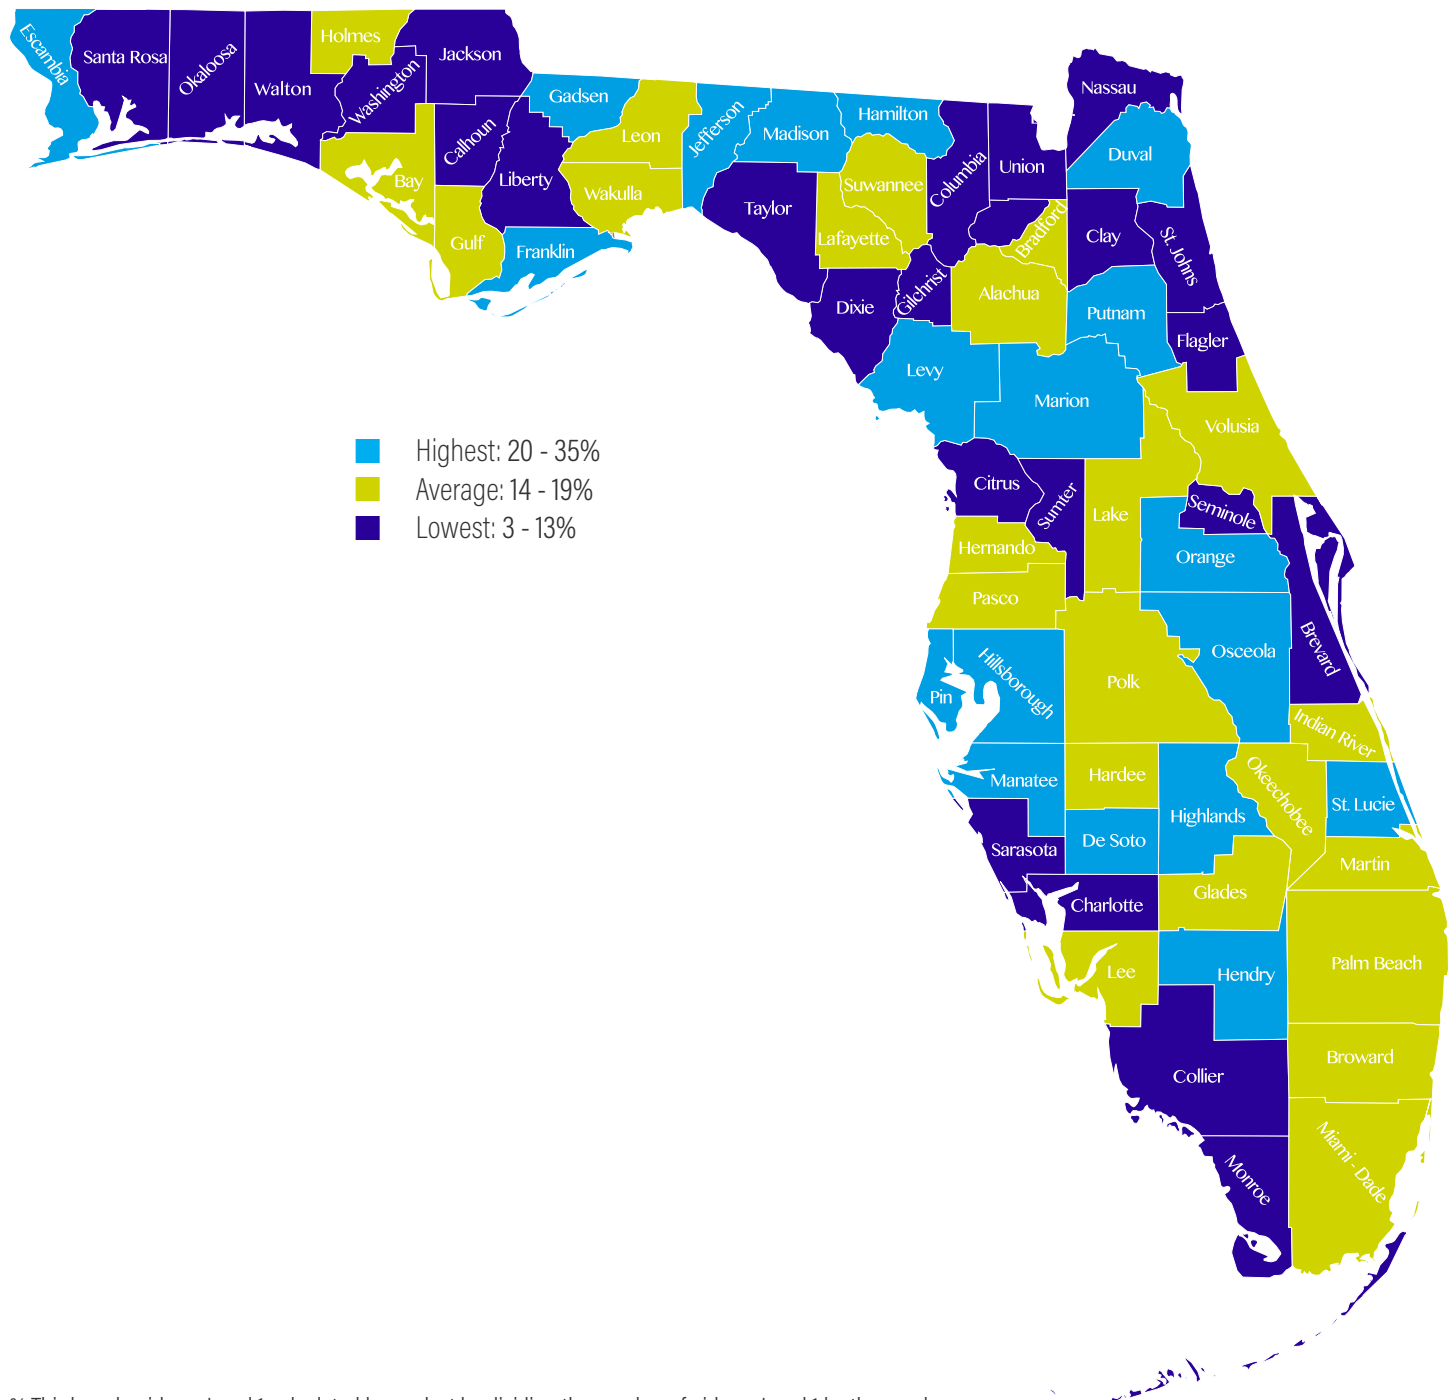 Escambia
Santa Rosa
Okaloosa
Walton
Holmes
Washington
Jackson
Bay
Calhoun
Gulf
Liberty
Gadsen
Franklin
Leon
Wakulla
Jefferson
Madison
Taylor
Hamilton
Suwannee
Lafayette
Dixie
Columbia
Gilchrist
Union
Bradford
Alachua
Levy
Marion
Nassau
Duval
Clay
St. Johns
Putnam
Flagler
Volusia
Highest: 20 - 35%
Average: 14 - 19%
Lowest: 3 - 13%
Citrus
Sumter
Lake
Seminole
Orange
Hernando
Pasco
Pin
Hillsborough
Polk
Osceola
Brevard
Indian River
Manatee
Hardee
Highlands
Okeechobee
St. Lucie
Sarasota
De Soto
Martin
Charlotte
Glades
Lee
Hendry
Palm Beach
Broward
Collier
Monroe
Miami - Dade